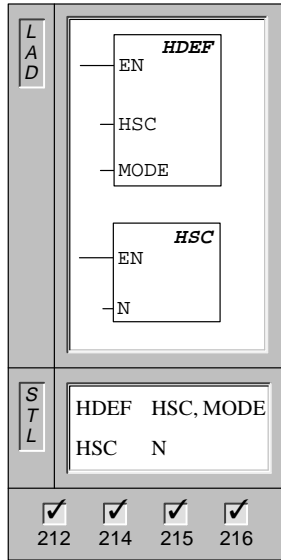 LAD
HDEF
EN
HSC
MODE
HSC
EN
N
STL
HDEF HSC, MODE
HSC N
212 214 215 216